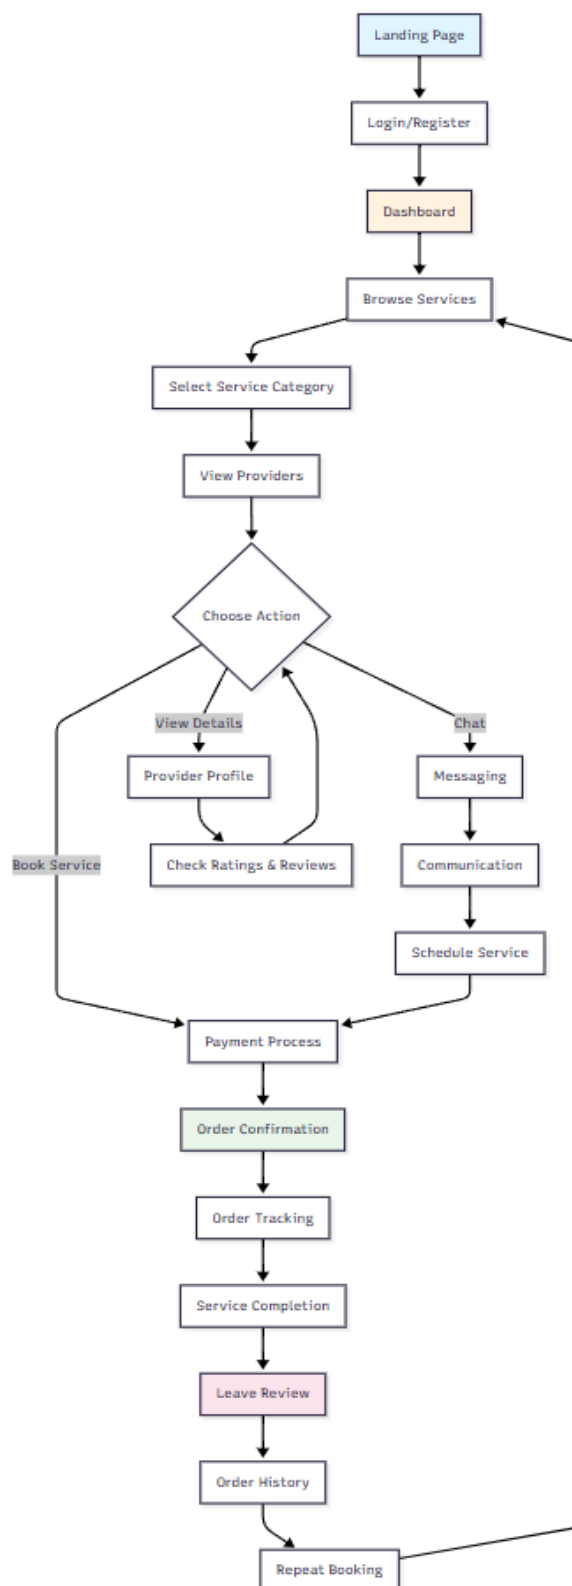 Landing Page
Login/Register
Dashboard
Browse Services
Select Service Category
View Providers
Choose Action
View Details
Chat
Provider Profile
Messaging
Book Service
Check Ratings & Reviews
Communication
Schedule Service
Payment Process
Order Confirmation
Order Tracking
Service Completion
Leave Review
Order History
Repeat Booking